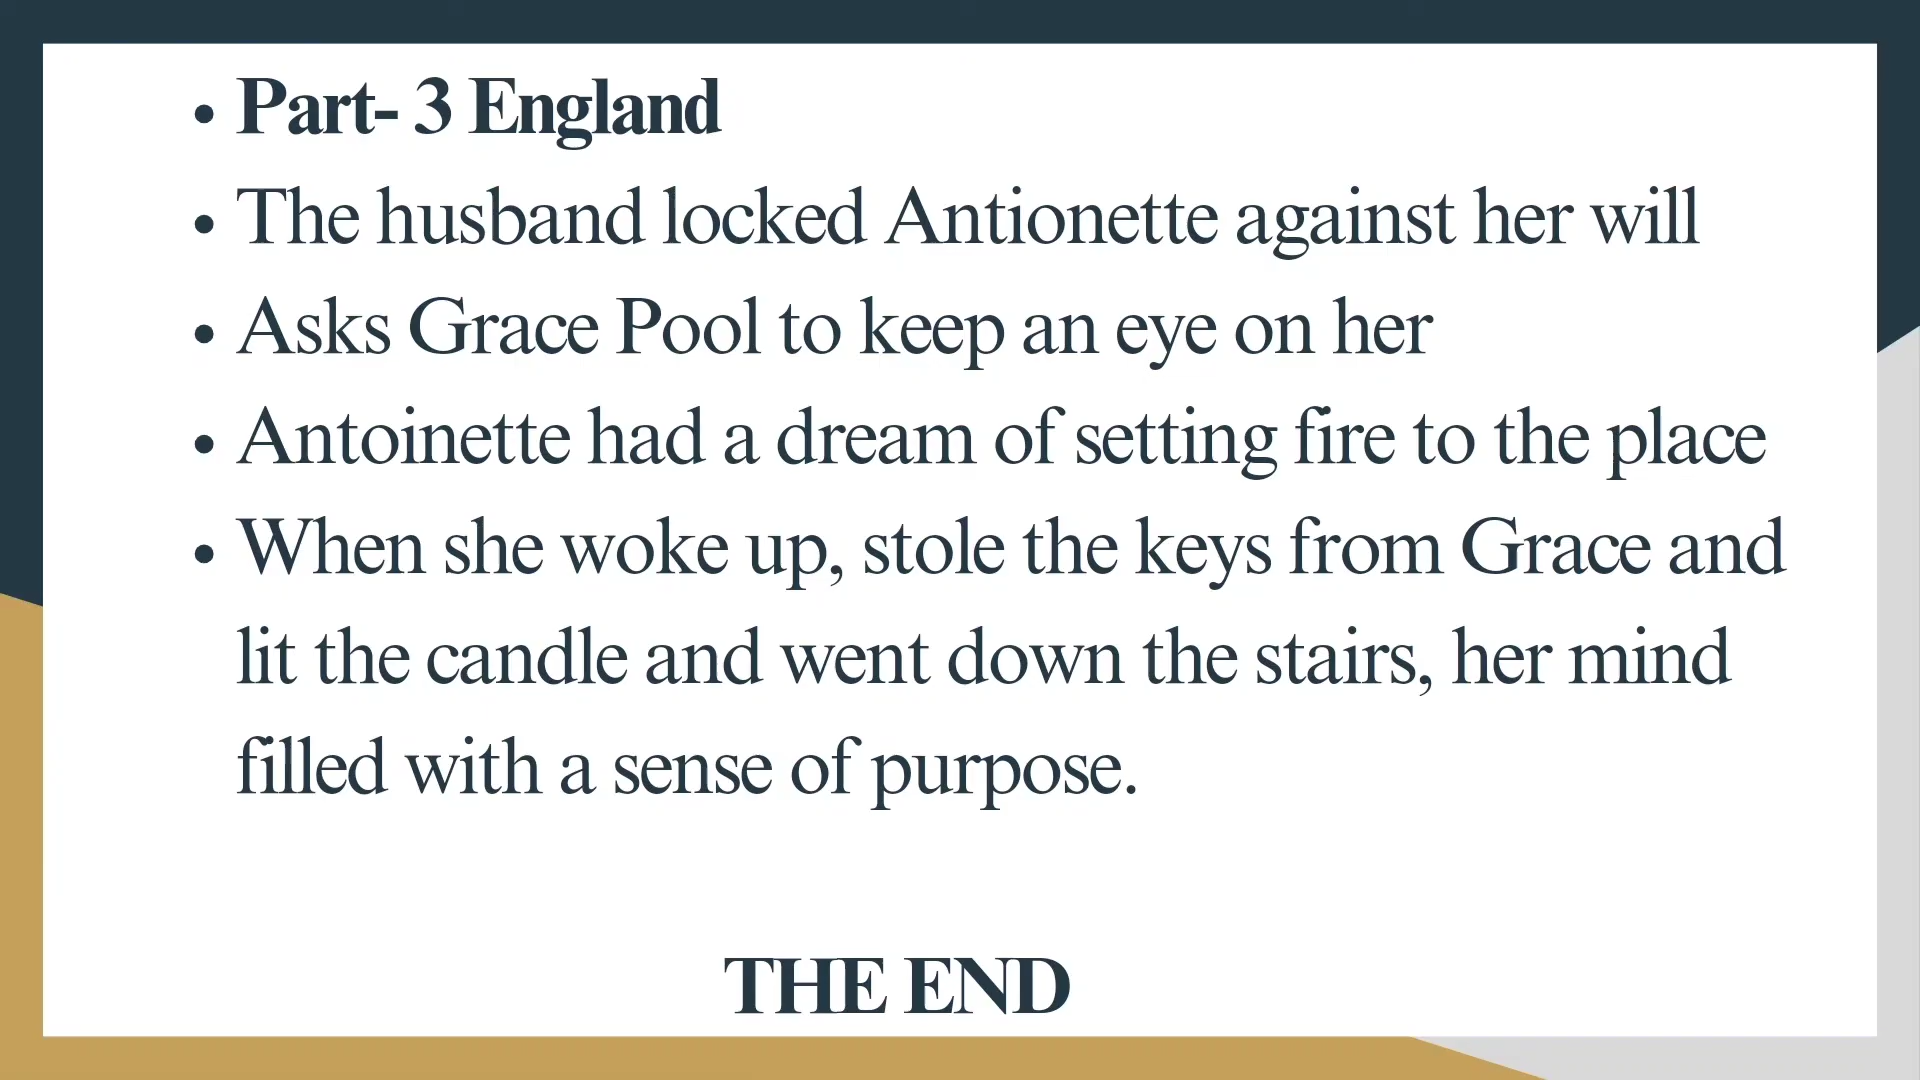 • Part- 3 England
• The husband locked Antionette against her will
• Asks Grace Pool to keep an eye on her
• Antoinette had a dream of setting fire to the place
• When she woke up, stole the keys from Grace and
lit the candle and went down the stairs, her mind
filled with a sense of purpose.
THE END